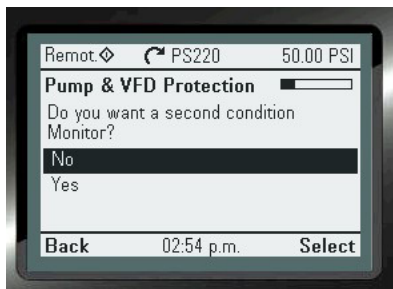 Remot. PS220 50.00 PSI
Pump & VFD Protection
Do you want a second condition
Monitor?
No
Yes
Back 02:54 p.m. Select